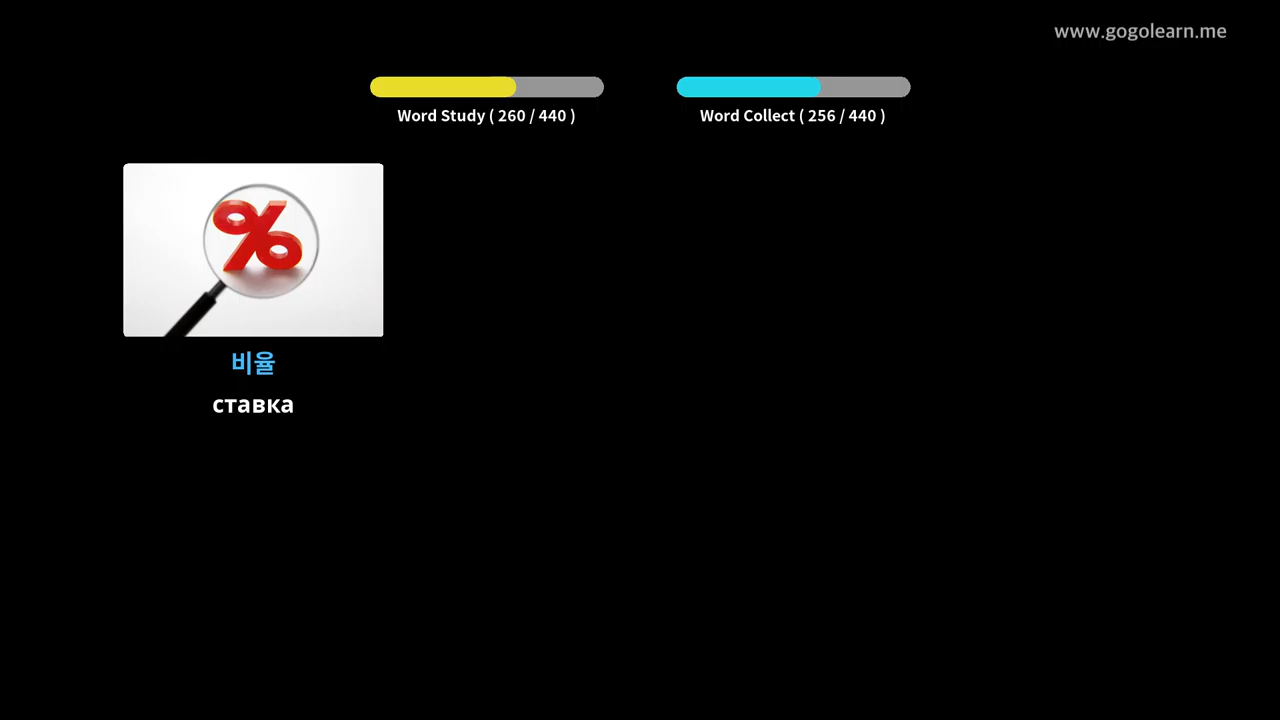 www.gogolearn.me
Word Study ( 260 / 440 )
Word Collect ( 256 / 440 )
%
비율
ставка